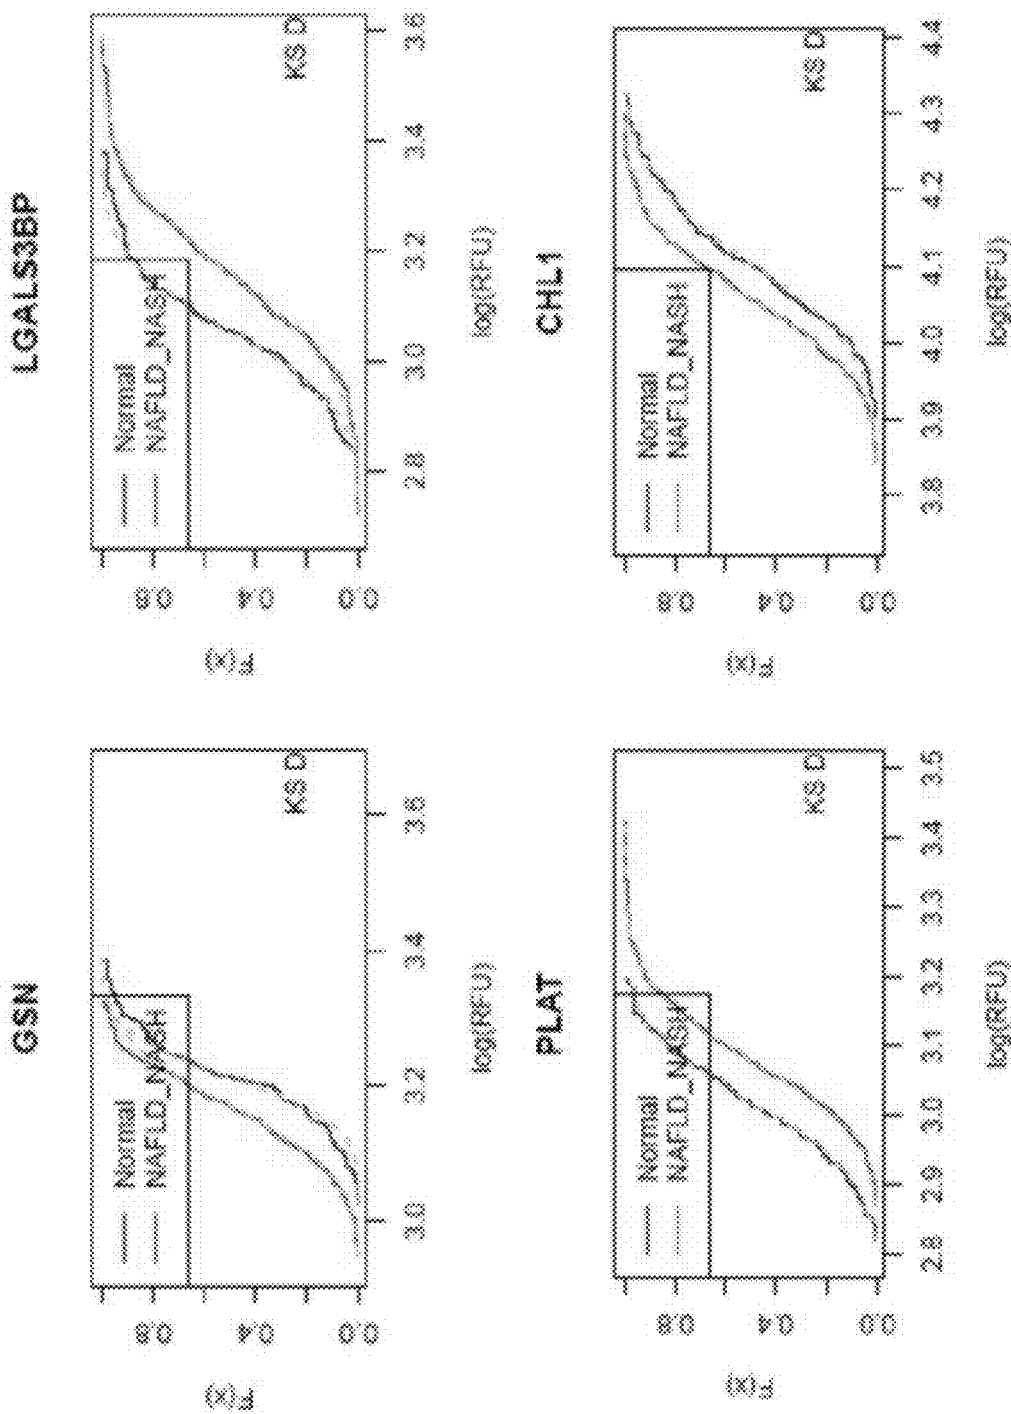 GSN
F(x)
0.0 0.4 0.8
Normal
NAFLD_NASH
KS D
3.0 3.2 3.4 3.6
log(RFU)
LGALS3BP
F(x)
0.0 0.4 0.8
Normal
NAFLD_NASH
KS D
2.8 3.0 3.2 3.4 3.6
log(RFU)
PLAT
F(x)
0.0 0.4 0.8
Normal
NAFLD_NASH
KS D
2.8 2.9 3.0 3.1 3.2 3.3 3.4 3.5
log(RFU)
CHL1
F(x)
0.0 0.4 0.8
Normal
NAFLD_NASH
KS D
3.8 3.9 4.0 4.1 4.2 4.3 4.4
log(RFU)